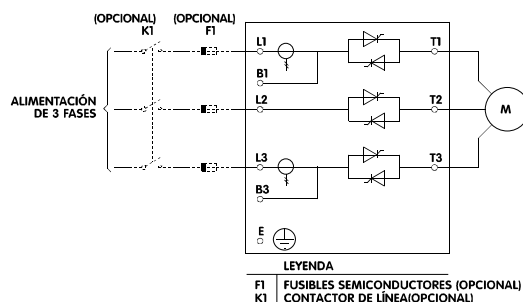 (OPCIONAL)
K1
(OPCIONAL)
F1
L1
T1
B1
ALIMENTACIÓN
DE 3 FASES
L2
T2
M
L3
T3
B3
E
LEYENDA
F1 FUSIBLES SEMICONDUCTORES (OPCIONAL)
K1 CONTACTOR DE LÍNEA(OPCIONAL)